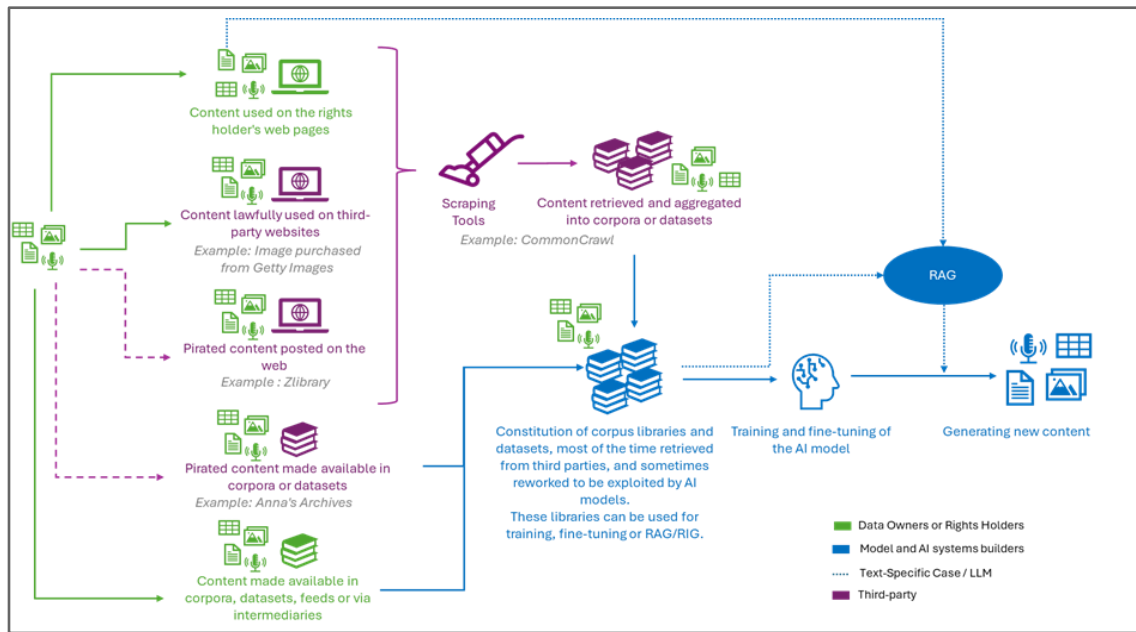 Content used on the rights
holder's web pages
Content lawfully used on third-
party websites
Example: Image purchased
from Getty Images
Pirated content posted on the
web
Example : Zlibrary
Pirated content made available in
corpora or datasets
Example: Anna's Archives
Content made available in
corpora, datasets, feeds or via
intermediaries
Scraping
Tools
Content retrieved and aggregated
into corpora or datasets
Example: CommonCrawl
Constitution of corpus libraries and
datasets, most of the time retrieved
from third parties, and sometimes
reworked to be exploited by AI
models.
These libraries can be used for
training, fine-tuning or RAG/RIG.
Training and fine-tuning of
the AI model
RAG
Generating new content
Data Owners or Rights Holders
Model and AI systems builders
Text-Specific Case / LLM
Third-party